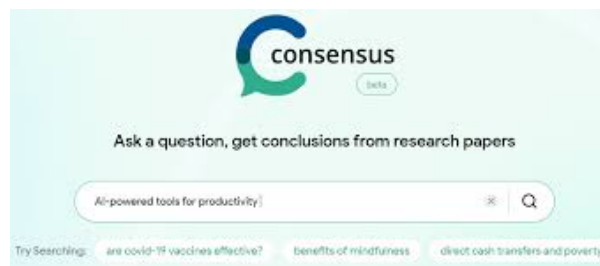 consensus
beta
Ask a question, get conclusions from research papers
AI-powered tools for productivity
Try Searching: are covid-19 vaccines effective? benefits of mindfulness direct cash transfers and poverty